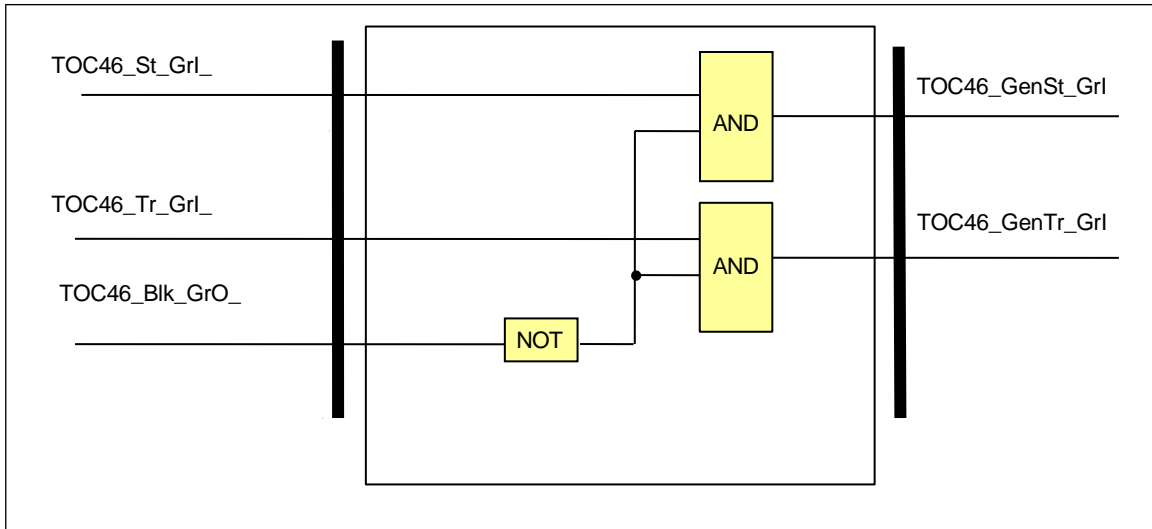 TOC46_St_GrI_
TOC46_GenSt_GrI
AND
TOC46_Tr_GrI_
TOC46_GenTr_GrI
AND
TOC46_Blk_GrO_
NOT